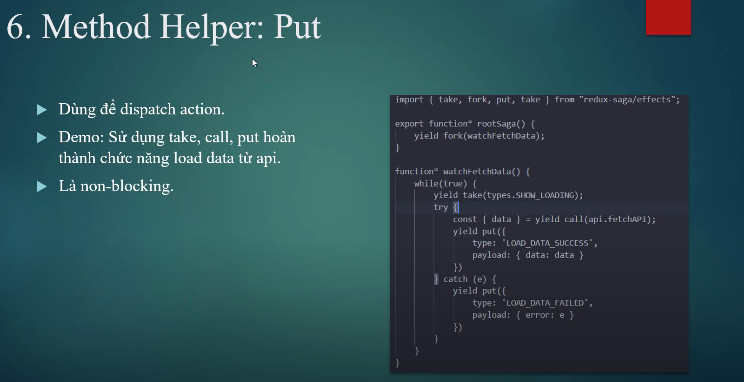 6. Method Helper: Put
Dùng để dispatch action.
Demo: Sử dụng take, call, put hoàn
thành chức năng load data từ api.
Là non-blocking.
import { take, fork, put, take } from "redux-saga/effects";
export function* rootSaga() {
yield fork(watchFetchData);
}
function* watchFetchData() {
while(true) {
yield take(types.SHOW_LOADING);
try {
const { data } = yield call(api.fetchAPI);
yield put({
type: 'LOAD_DATA_SUCCESS',
payload: { data: data }
})
} catch (e) {
yield put({
type: 'LOAD_DATA_FAILED',
payload: { error: e }
})
}
}
}